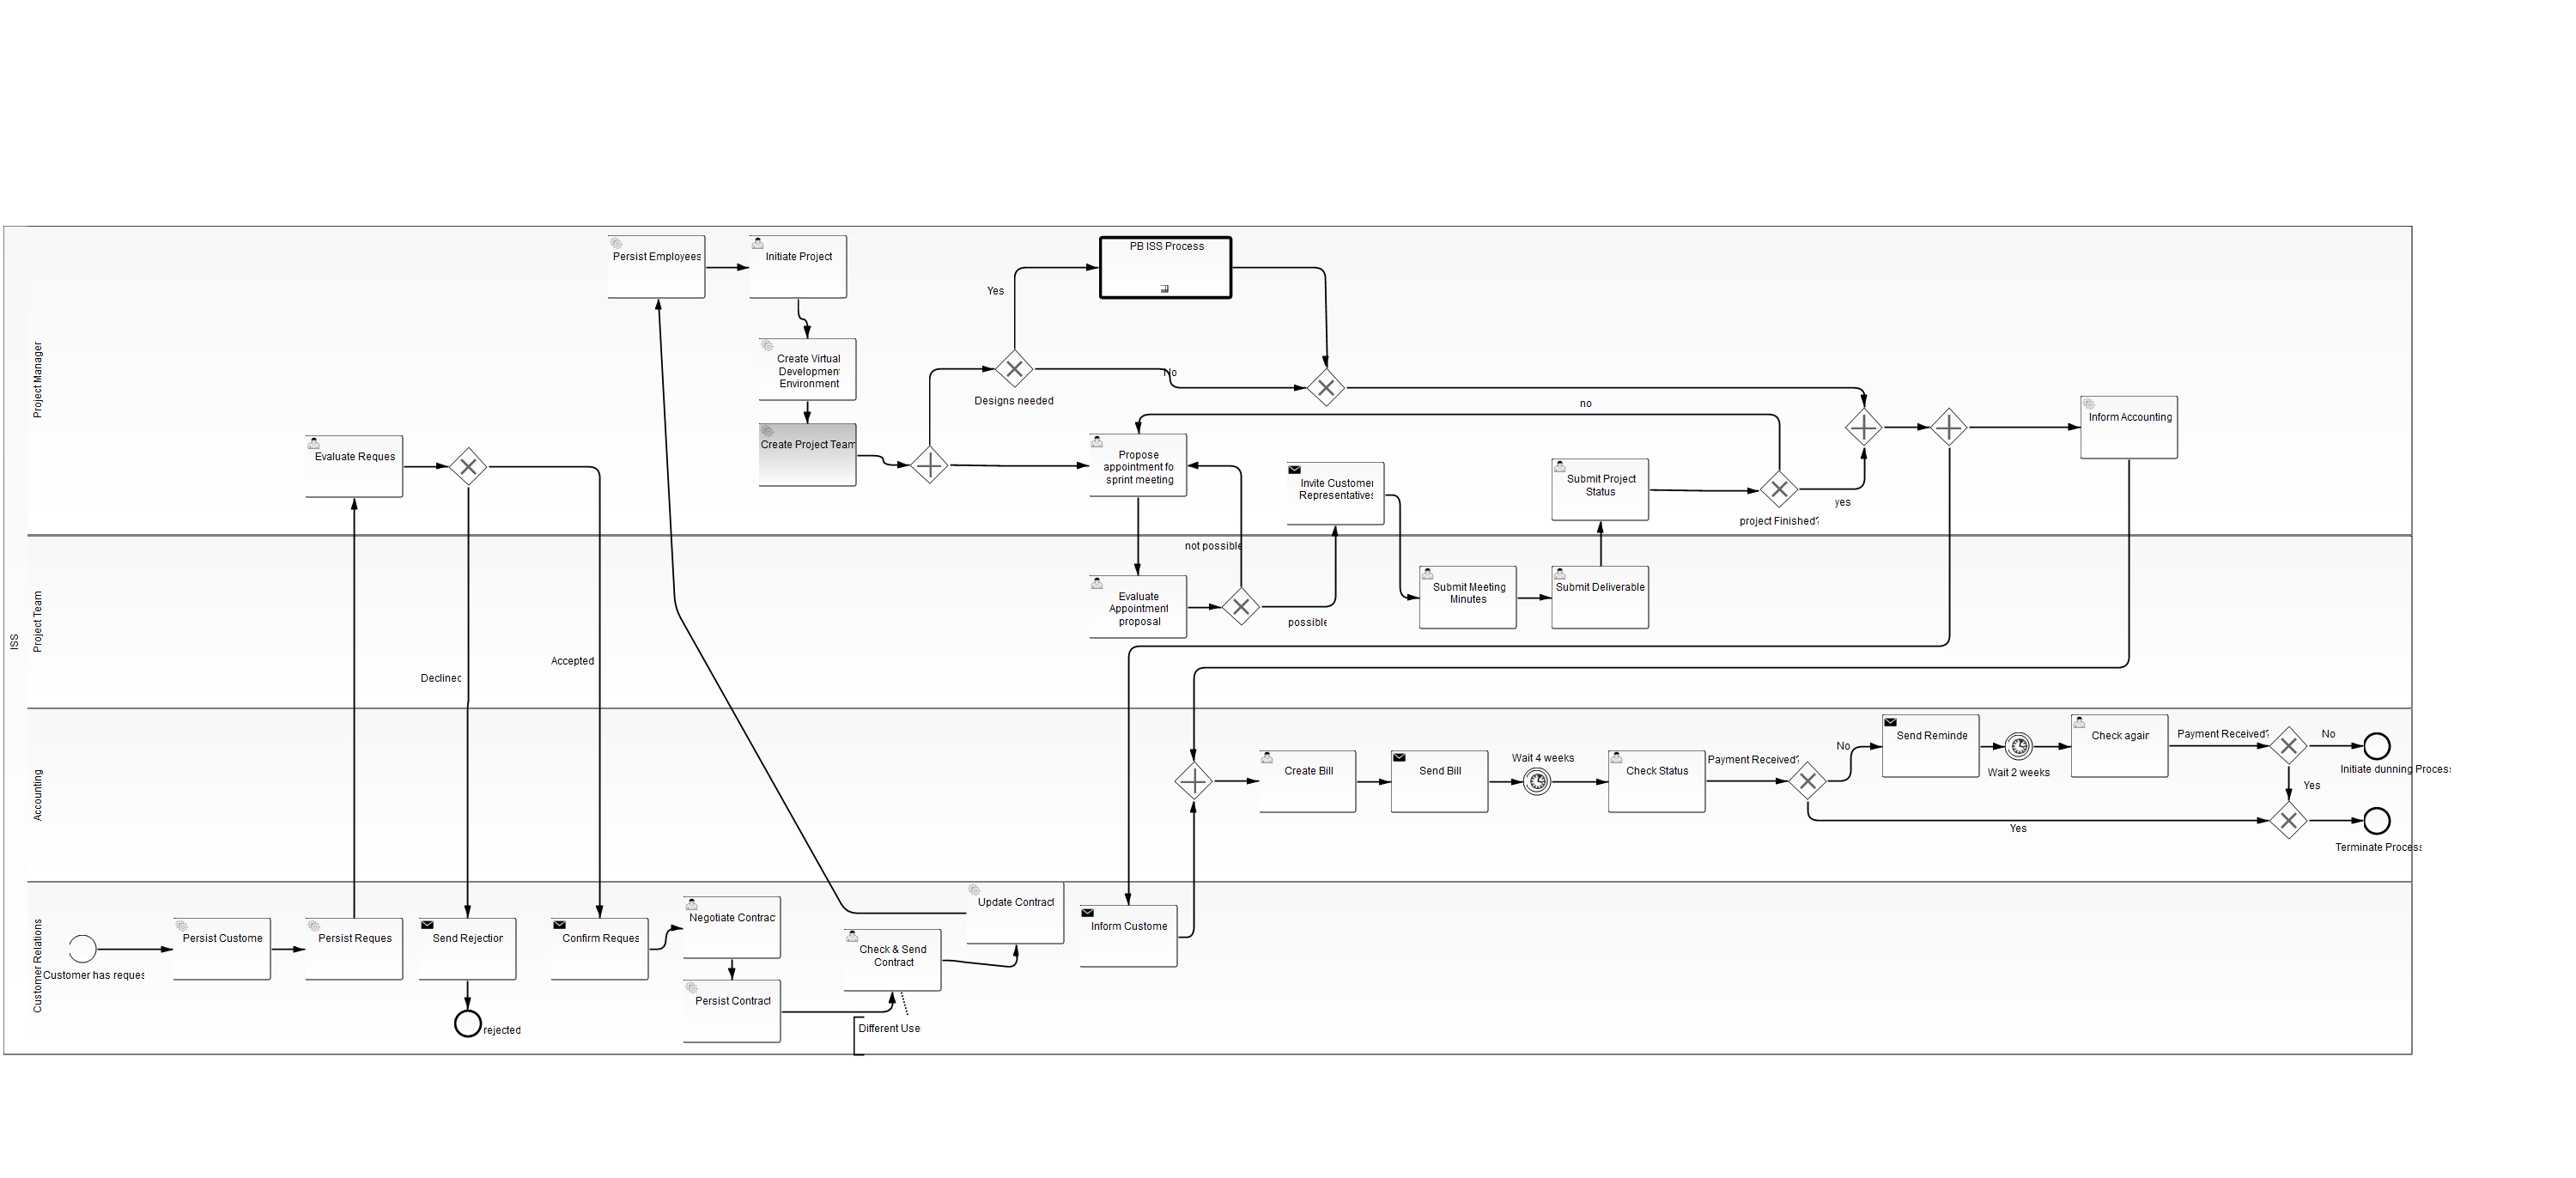 ISS
Project Manager
Persist Employees
Initiate Project
Create Virtual
Development
Environment
Create Project Team
Yes
PB ISS Process
No
Designs needed
no
Evaluate Reques
Propose
appointment fo
sprint meeting
Invite Customer
Representatives
Submit Project
Status
project Finished?
yes
Inform Accounting
Project Team
not possible
Evaluate
Appointment
proposal
possible
Submit Meeting
Minutes
Submit Deliverable
Accepted
Declined
Accounting
Create Bill
Send Bill
Wait 4 weeks
Check Status
Payment Received?
No
Send Reminde
Wait 2 weeks
Check again
Payment Received?
No
Initiate dunning Process
Yes
Yes
Terminate Process
Customer Relations
Customer has reques
Persist Custome
Persist Reques
Send Rejection
rejected
Confirm Reques
Negotiate Contrac
Persist Contract
Check & Send
Contract
Different Use
Update Contract
Inform Custome